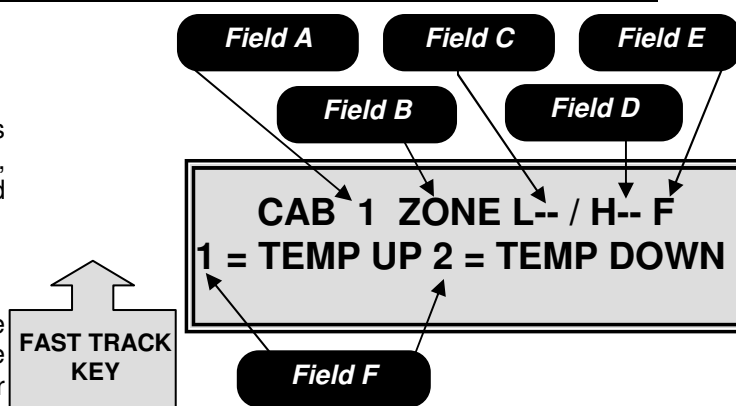 Field A
Field C
Field E
Field B
Field D
CAB 1 ZONE L-- / H-- F
1 = TEMP UP 2 = TEMP DOWN
FAST TRACK
KEY
Field F